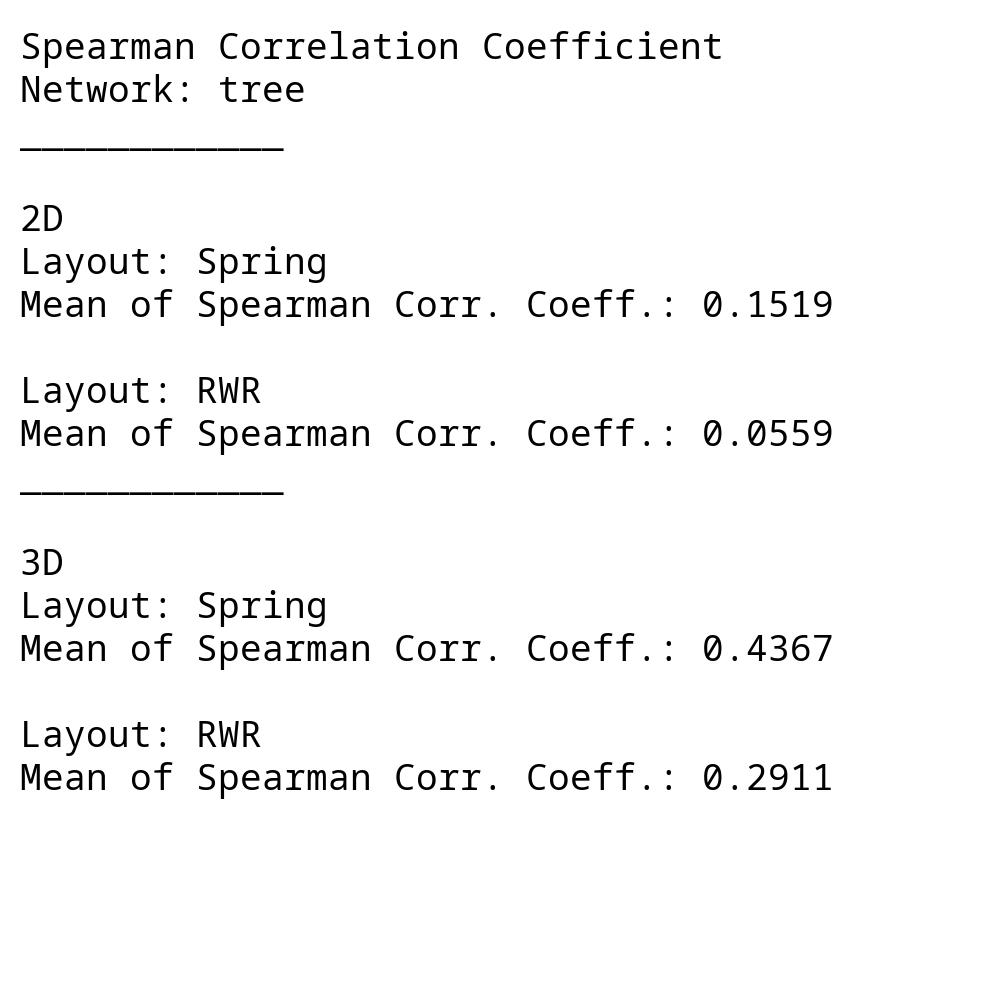 Spearman Correlation Coefficient
Network: tree
____________
2D
Layout: Spring
Mean of Spearman Corr. Coeff.: 0.1519
Layout: RWR
Mean of Spearman Corr. Coeff.: 0.0559
____________
3D
Layout: Spring
Mean of Spearman Corr. Coeff.: 0.4367
Layout: RWR
Mean of Spearman Corr. Coeff.: 0.2911